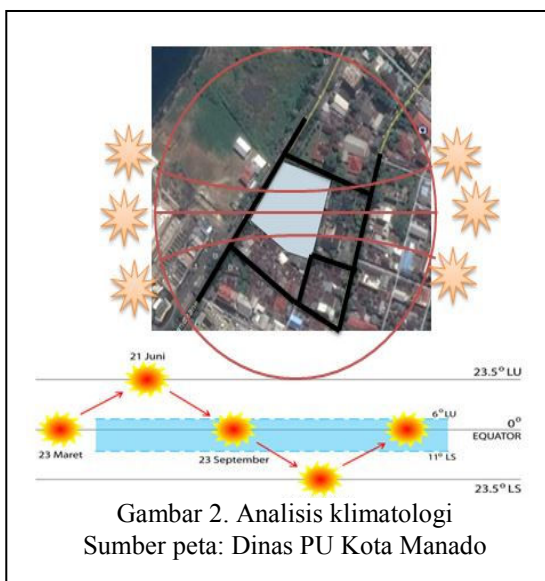 21 Juni
23.5° LU
6° LU
0°
EQUATOR
23 Maret
23 September
11° LS
23.5° LS
Gambar 2. Analisis klimatologi
Sumber peta: Dinas PU Kota Manado